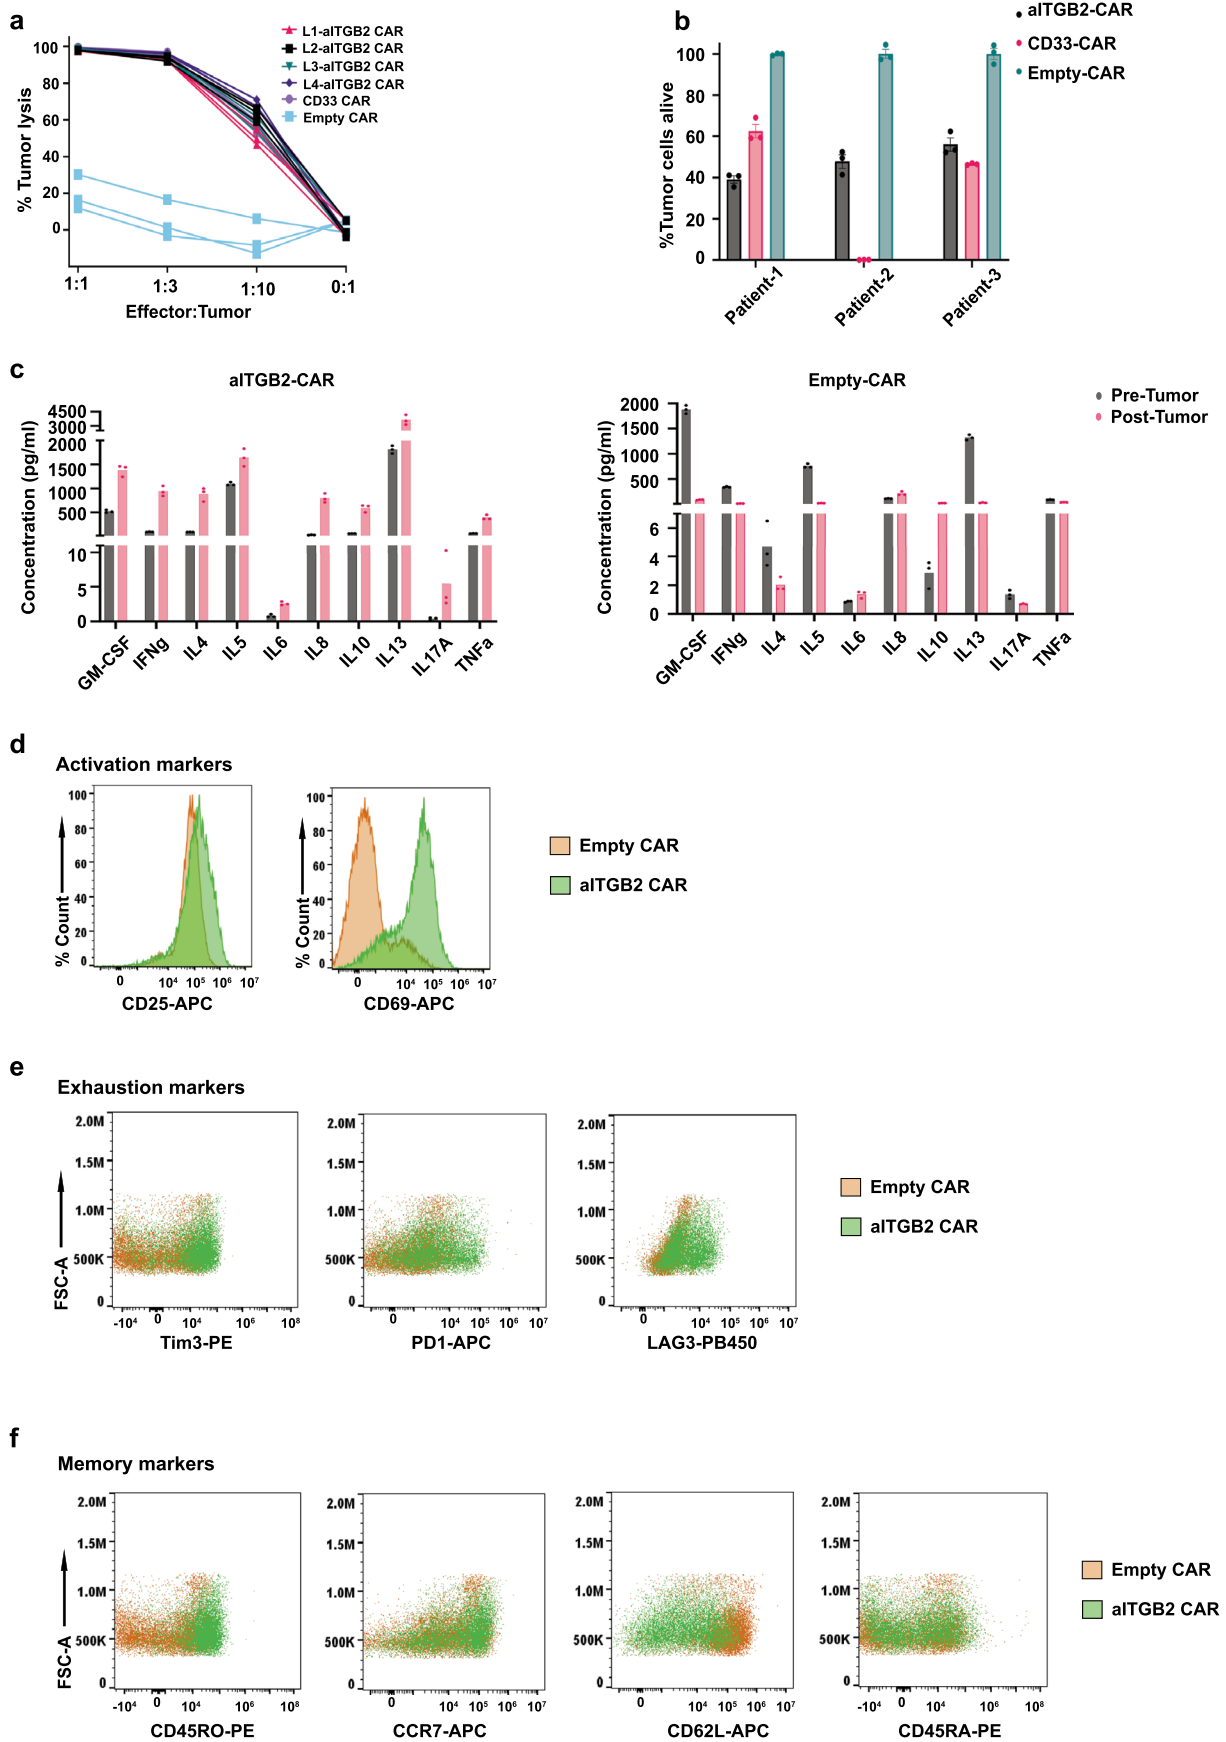 a
% Tumor lysis
100
80
60
40
20
0
1:1 1:3 1:10 0:1
Effector:Tumor
L1-aITGB2 CAR
L2-aITGB2 CAR
L3-aITGB2 CAR
L4-aITGB2 CAR
CD33 CAR
Empty CAR
b
%Tumor cells alive
100
80
60
40
20
0
Patient-1 Patient-2 Patient-3
aITGB2-CAR
CD33-CAR
Empty-CAR
c
aITGB2-CAR
Concentration (pg/ml)
4500
3000
2000
1500
1000
500
10
5
0
GM-CSF IFNg IL4 IL5 IL6 IL8 IL10 IL13 IL17A TNFa
Empty-CAR
Concentration (pg/ml)
2000
1500
1000
500
6
4
2
0
GM-CSF IFNg IL4 IL5 IL6 IL8 IL10 IL13 IL17A TNFa
Pre-Tumor
Post-Tumor
d
Activation markers
% Count
100
80
60
40
20
0
0 10⁴ 10⁵ 10⁶ 10⁷
CD25-APC
% Count
100
80
60
40
20
0
0 10⁴ 10⁵ 10⁶ 10⁷
CD69-APC
Empty CAR
aITGB2 CAR
e
Exhaustion markers
FSC-A
2.0M
1.5M
1.0M
500K
0
-10⁴ 0 10⁴ 10⁶ 10⁸
Tim3-PE
2.0M
1.5M
1.0M
500K
0
0 10⁴ 10⁵ 10⁶ 10⁷
PD1-APC
2.0M
1.5M
1.0M
500K
0
0 10⁴ 10⁵ 10⁶ 10⁷
LAG3-PB450
Empty CAR
aITGB2 CAR
f
Memory markers
FSC-A
2.0M
1.5M
1.0M
500K
0
-10⁴ 0 10⁴ 10⁶ 10⁸
CD45RO-PE
2.0M
1.5M
1.0M
500K
0
0 10⁴ 10⁵ 10⁶ 10⁷
CCR7-APC
2.0M
1.5M
1.0M
500K
0
0 10⁴ 10⁵ 10⁶ 10⁷
CD62L-APC
2.0M
1.5M
1.0M
500K
0
-10⁴ 0 10⁴ 10⁶ 10⁸
CD45RA-PE
Empty CAR
aITGB2 CAR